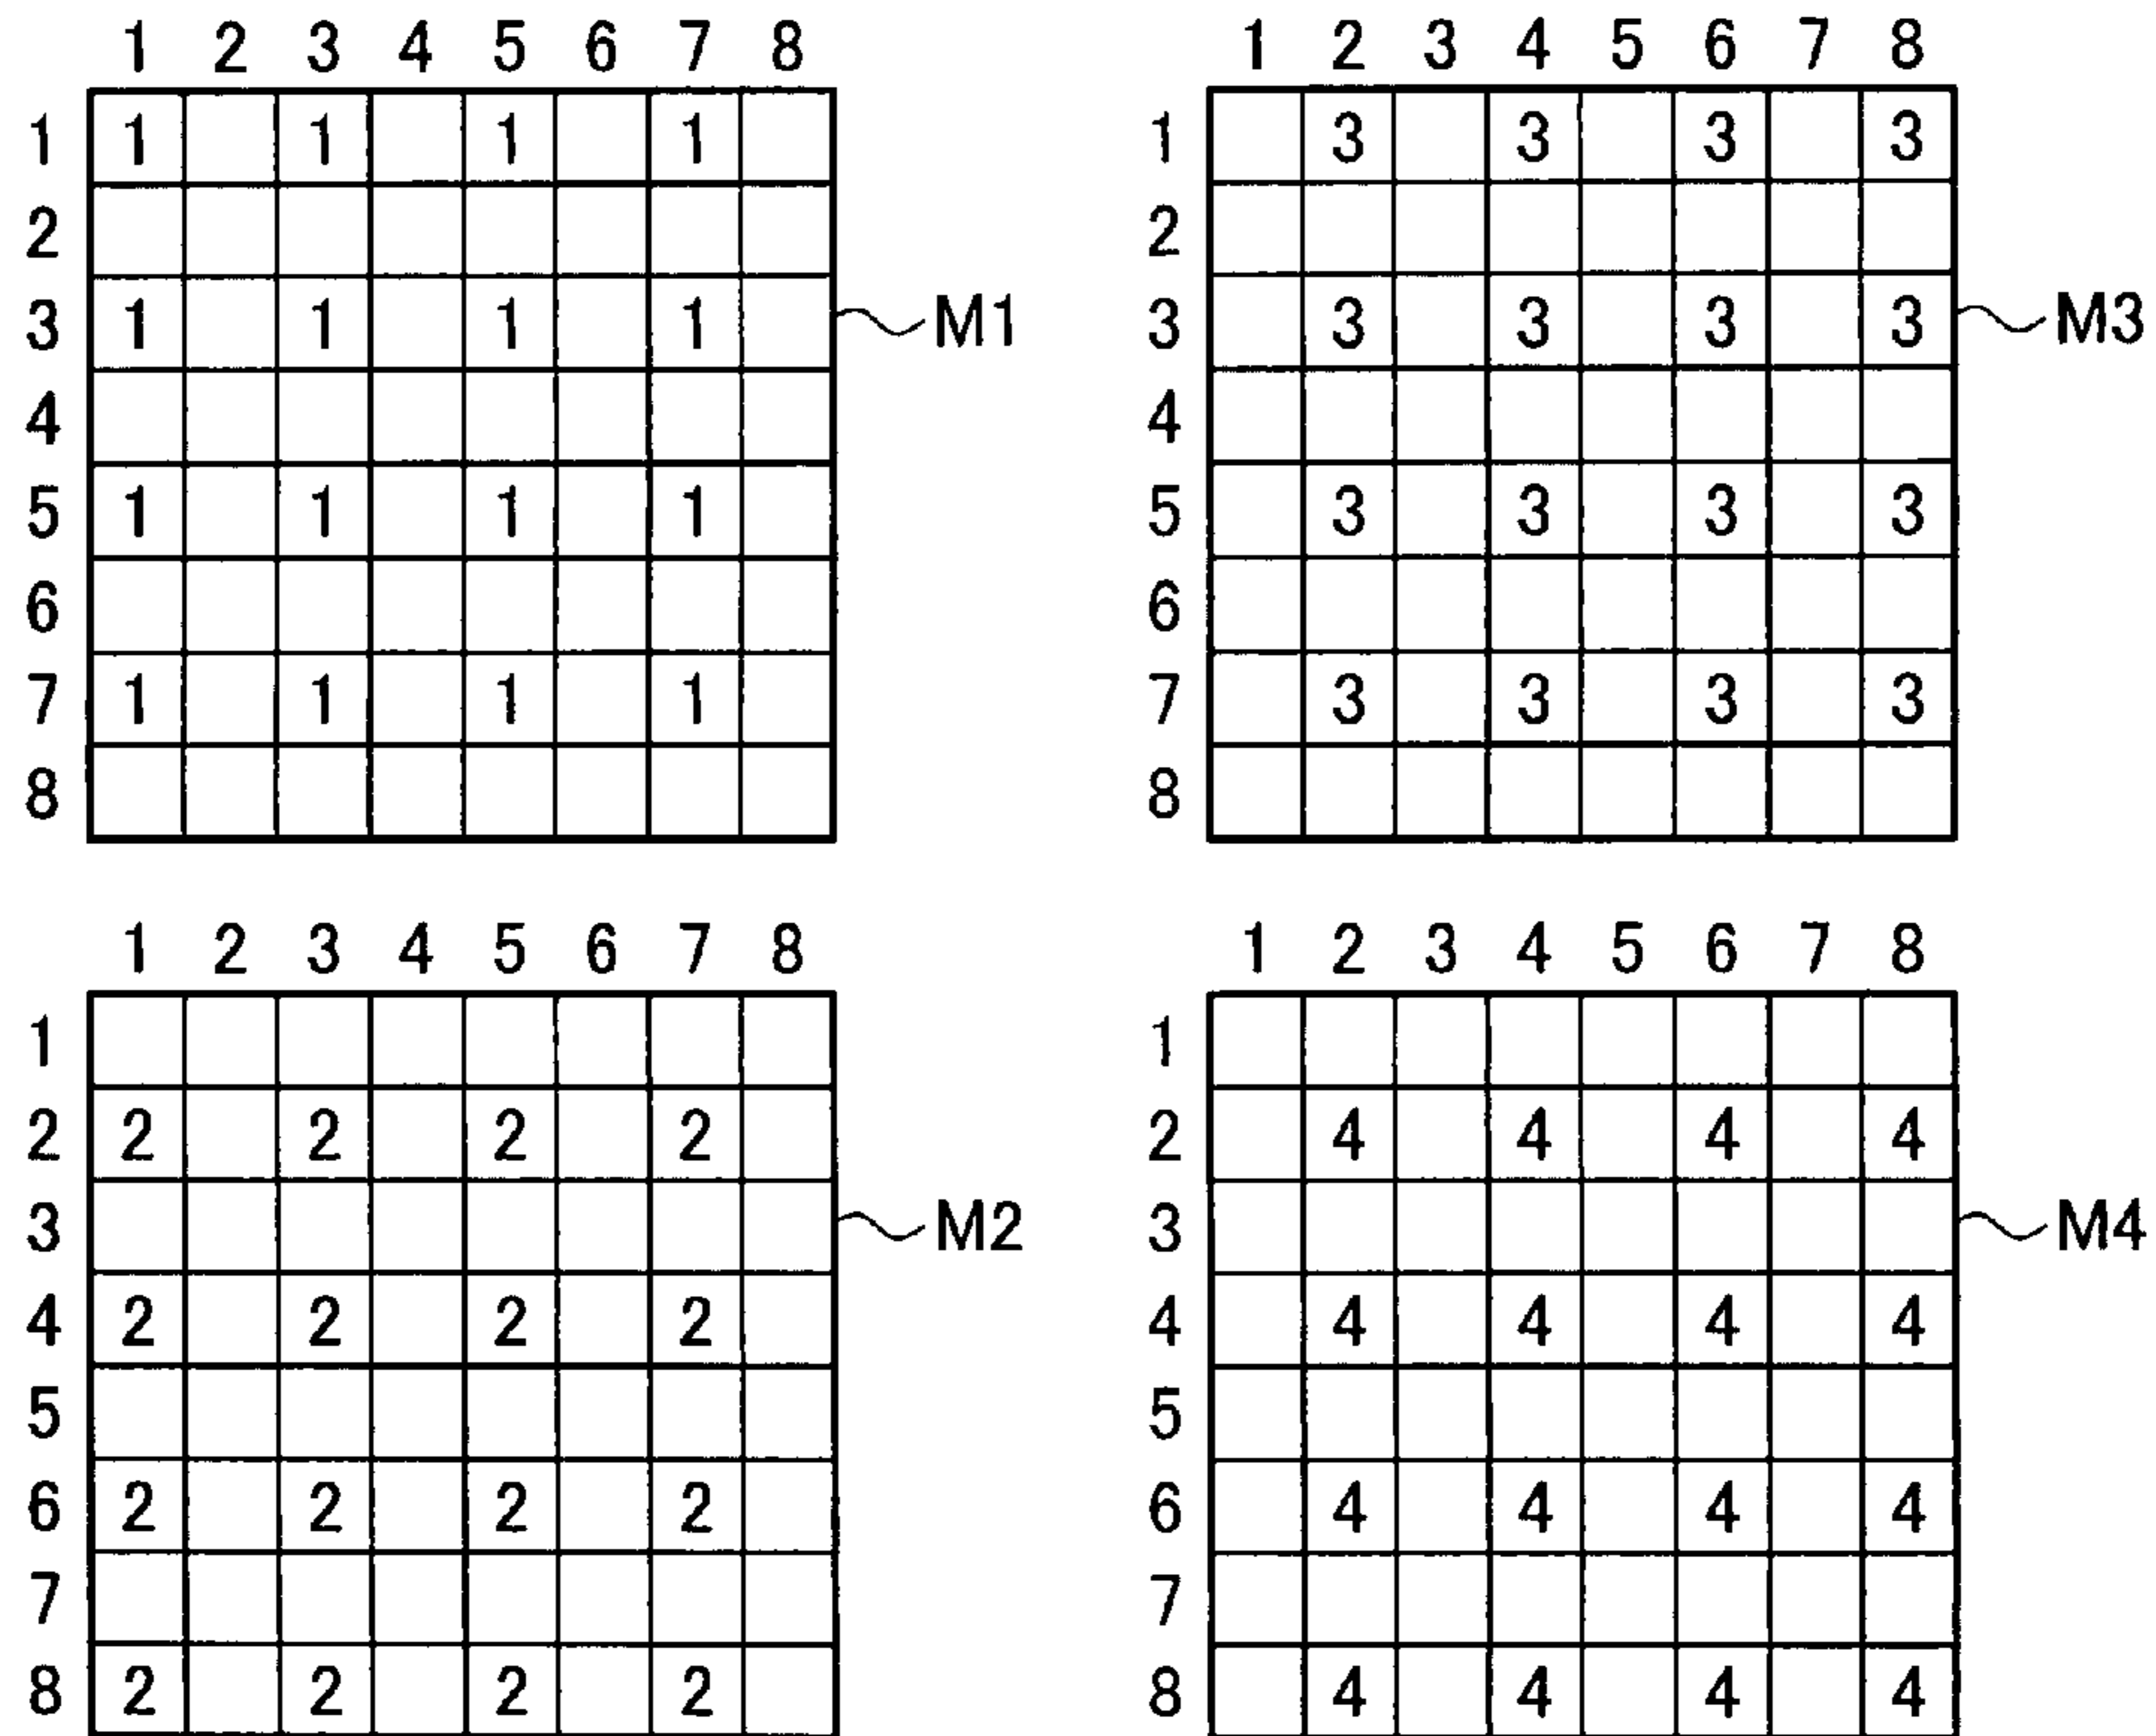 1 2 3 4 5 6 7 8
1 1 1 1 1
2
3 1 1 1 1 M1
4
5 1 1 1 1
6
7 1 1 1 1
8
1 2 3 4 5 6 7 8
1 3 3 3 3
2
3 3 3 3 3 M3
4
5 3 3 3 3
6
7 3 3 3 3
8
1 2 3 4 5 6 7 8
1
2 2 2 2 2
3 M2
4 2 2 2 2
5
6 2 2 2 2
7
8 2 2 2 2
1 2 3 4 5 6 7 8
1
2 4 4 4 4
3 M4
4 4 4 4 4
5
6 4 4 4 4
7
8 4 4 4 4